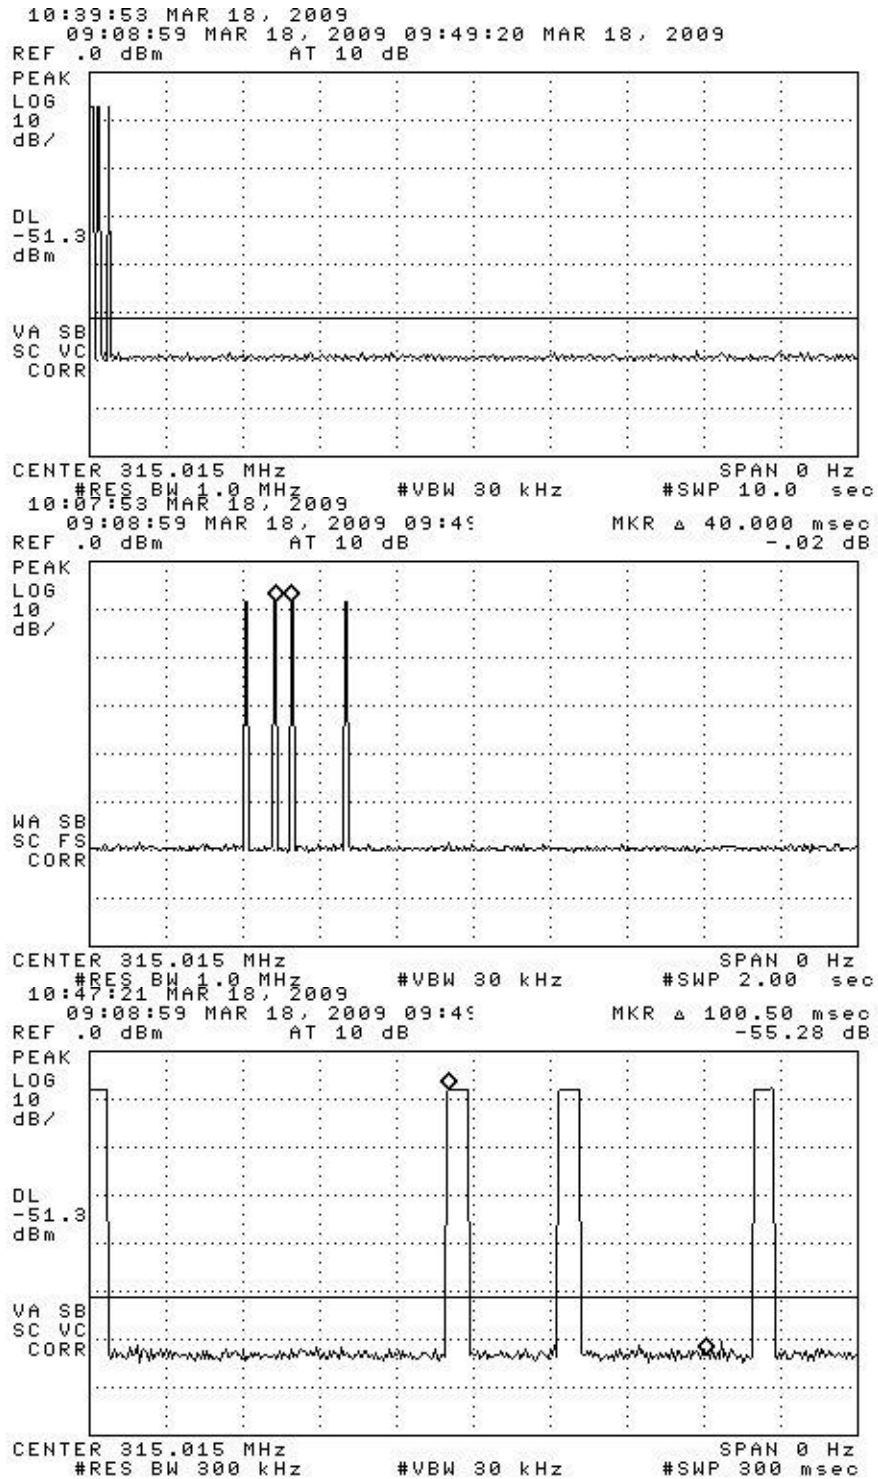 10:39:53 MAR 18, 2009
09:08:59 MAR 18, 2009 09:49:20 MAR 18, 2009
REF .0 dBm AT 10 dB
PEAK
LOG
10
dB/
DL
-51.3
dBm
VA SB
SC VC
CORR
CENTER 315.015 MHz SPAN 0 Hz
#RES BW 1.0 MHz #VBW 30 kHz #SWP 10.0 sec
10:07:53 MAR 18, 2009
09:08:59 MAR 18, 2009 09:49 MKR Δ 40.000 msec
REF .0 dBm AT 10 dB -.02 dB
PEAK
LOG
10
dB/
WA SB
SC FS
CORR
CENTER 315.015 MHz SPAN 0 Hz
#RES BW 1.0 MHz #VBW 30 kHz #SWP 2.00 sec
10:47:21 MAR 18, 2009
09:08:59 MAR 18, 2009 09:49 MKR Δ 100.50 msec
REF .0 dBm AT 10 dB -55.28 dB
PEAK
LOG
10
dB/
DL
-51.3
dBm
VA SB
SC VC
CORR
CENTER 315.015 MHz SPAN 0 Hz
#RES BW 300 kHz #VBW 30 kHz #SWP 300 msec